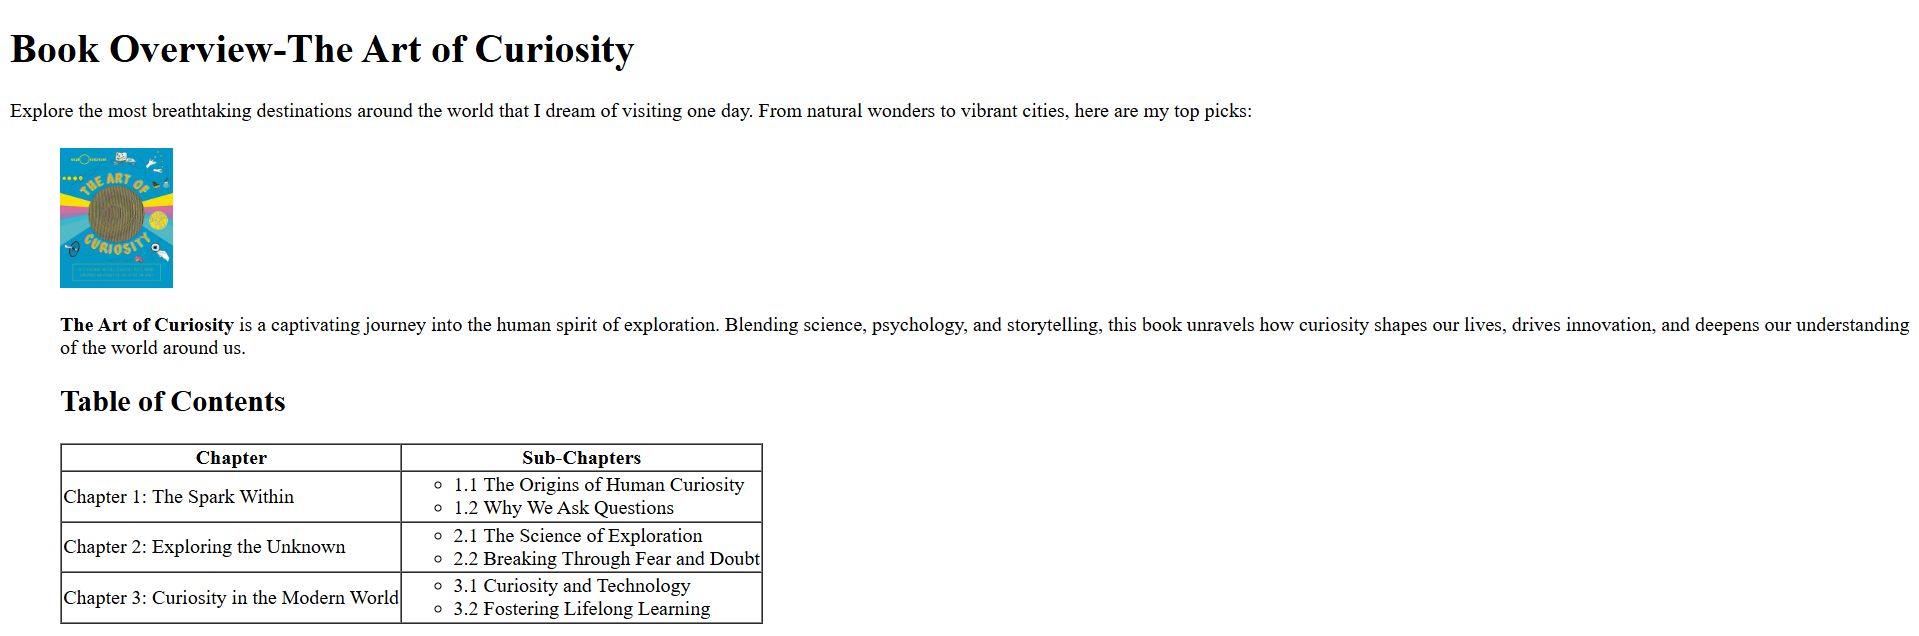 Book Overview-The Art of Curiosity
Explore the most breathtaking destinations around the world that I dream of visiting one day. From natural wonders to vibrant cities, here are my top picks:
THE ART OF
CURIOSITY
The Art of Curiosity is a captivating journey into the human spirit of exploration. Blending science, psychology, and storytelling, this book unravels how curiosity shapes our lives, drives innovation, and deepens our understanding
of the world around us.
Table of Contents
Chapter Sub-Chapters
Chapter 1: The Spark Within
1.1 The Origins of Human Curiosity
1.2 Why We Ask Questions
Chapter 2: Exploring the Unknown
2.1 The Science of Exploration
2.2 Breaking Through Fear and Doubt
Chapter 3: Curiosity in the Modern World
3.1 Curiosity and Technology
3.2 Fostering Lifelong Learning